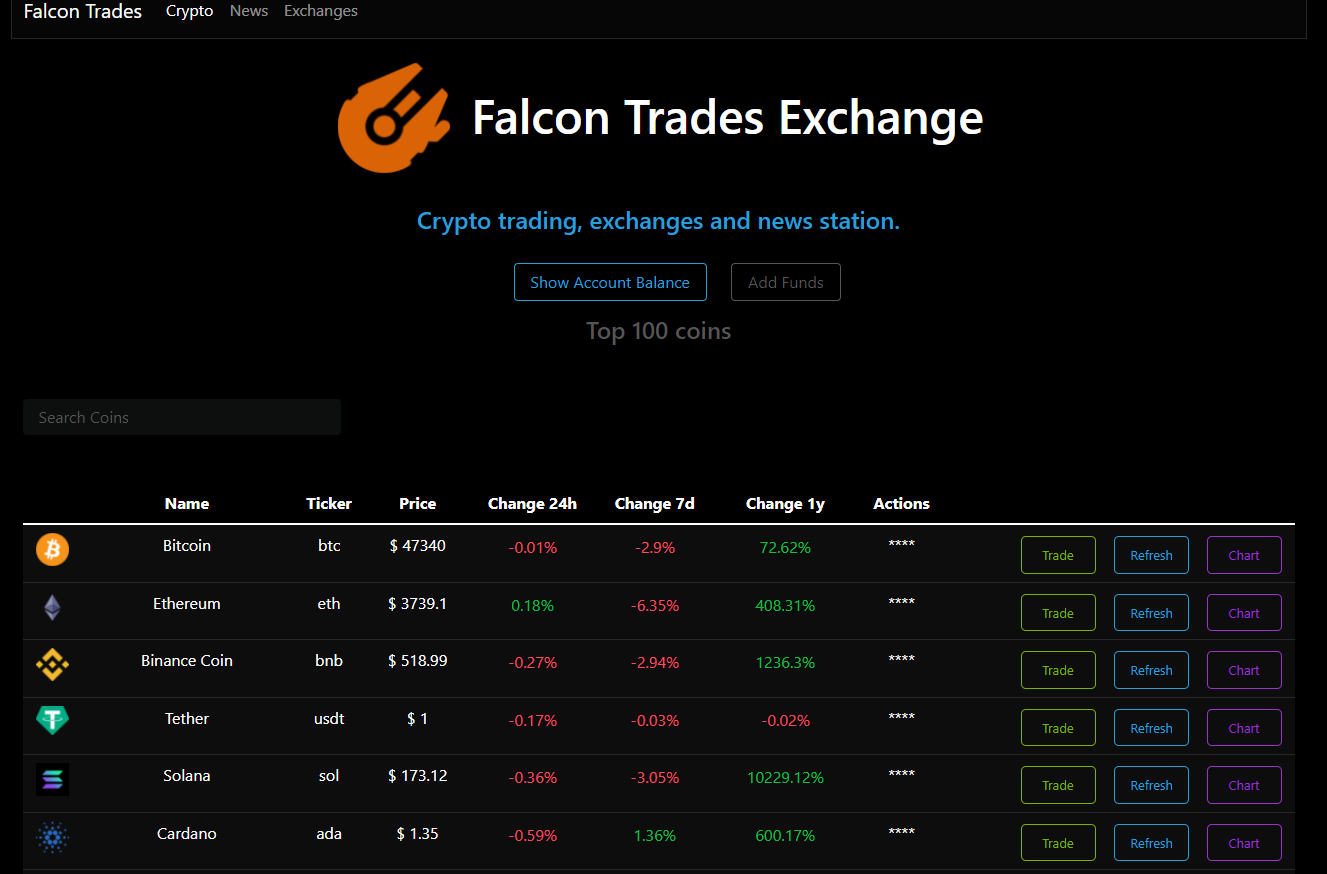 Falcon Trades Crypto News Exchanges
Falcon Trades Exchange
Crypto trading, exchanges and news station.
Show Account Balance Add Funds
Top 100 coins
Search Coins
Name Ticker Price Change 24h Change 7d Change 1y Actions
Bitcoin btc $ 47340 -0.01% -2.9% 72.62% **** Trade Refresh Chart
Ethereum eth $ 3739.1 0.18% -6.35% 408.31% **** Trade Refresh Chart
Binance Coin bnb $ 518.99 -0.27% -2.94% 1236.3% **** Trade Refresh Chart
Tether usdt $ 1 -0.17% -0.03% -0.02% **** Trade Refresh Chart
Solana sol $ 173.12 -0.36% -3.05% 10229.12% **** Trade Refresh Chart
Cardano ada $ 1.35 -0.59% 1.36% 600.17% **** Trade Refresh Chart